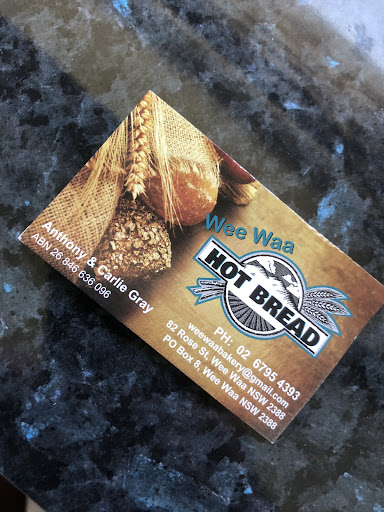 Wee Waa
HOT BREAD
Anthony & Carlie Gray
ABN 26 846 636 096
PH: 02 6795 4393
weewaabakery@gmail.com
82 Rose St, Wee Waa NSW 2388
PO Box 8, Wee Waa NSW 2388